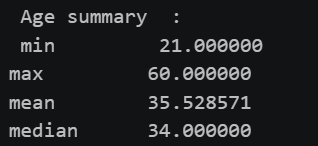 Age summary  :
 min          21.000000
max         60.000000
mean        35.528571
median      34.000000